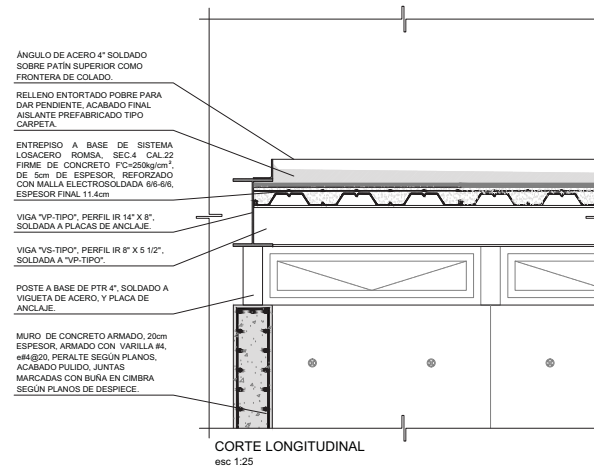 ÁNGULO DE ACERO 4" SOLDADO
SOBRE PATÍN SUPERIOR COMO
FRONTERA DE COLADO.
RELLENO ENTORTADO POBRE PARA
DAR PENDIENTE, ACABADO FINAL
AISLANTE PREFABRICADO TIPO
CARPETA.
ENTREPISO A BASE DE SISTEMA
LOSACERO ROMSA, SEC.4 CAL.22
FIRME DE CONCRETO F'C=250kg/cm²,
DE 5cm DE ESPESOR, REFORZADO
CON MALLA ELECTROSOLDADA 6/6-6/6,
ESPESOR FINAL 11.4cm
VIGA "VP-TIPO", PERFIL IR 14" X 8",
SOLDADA A PLACAS DE ANCLAJE.
VIGA "VS-TIPO", PERFIL IR 8" X 5 1/2",
SOLDADA A "VP-TIPO".
POSTE A BASE DE PTR 4", SOLDADO A
VIGUETA DE ACERO, Y PLACA DE
ANCLAJE.
MURO DE CONCRETO ARMADO, 20cm
ESPESOR, ARMADO CON VARILLA #4,
e#4@20, PERALTE SEGÚN PLANOS,
ACABADO PULIDO, JUNTAS
MARCADAS CON BUÑA EN CIMBRA
SEGÚN PLANOS DE DESPIECE.
CORTE LONGITUDINAL
esc 1:25